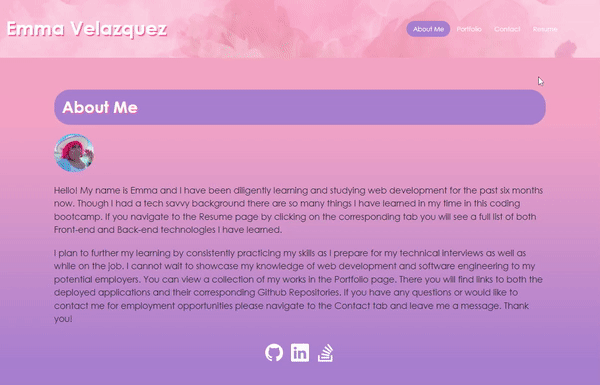 Emma Velazquez
About Me Portfolio Contact Resume
About Me
Hello! My name is Emma and I have been diligently learning and studying web development for the past six months
now. Though I had a tech savvy background there are so many things I have learned in my time in this coding
bootcamp. If you navigate to the Resume page by clicking on the corresponding tab you will see a full list of both
Front-end and Back-end technologies I have learned.
I plan to further my learning by consistently practicing my skills as I prepare for my technical interviews as well as
while on the job. I cannot wait to showcase my knowledge of web development and software engineering to my
potential employers. You can view a collection of my works in the Portfolio page. There you will find links to both the
deployed applications and their corresponding Github Repositories. If you have any questions or would like to
contact me for employment opportunities please navigate to the Contact tab and leave me a message. Thank
you!
in